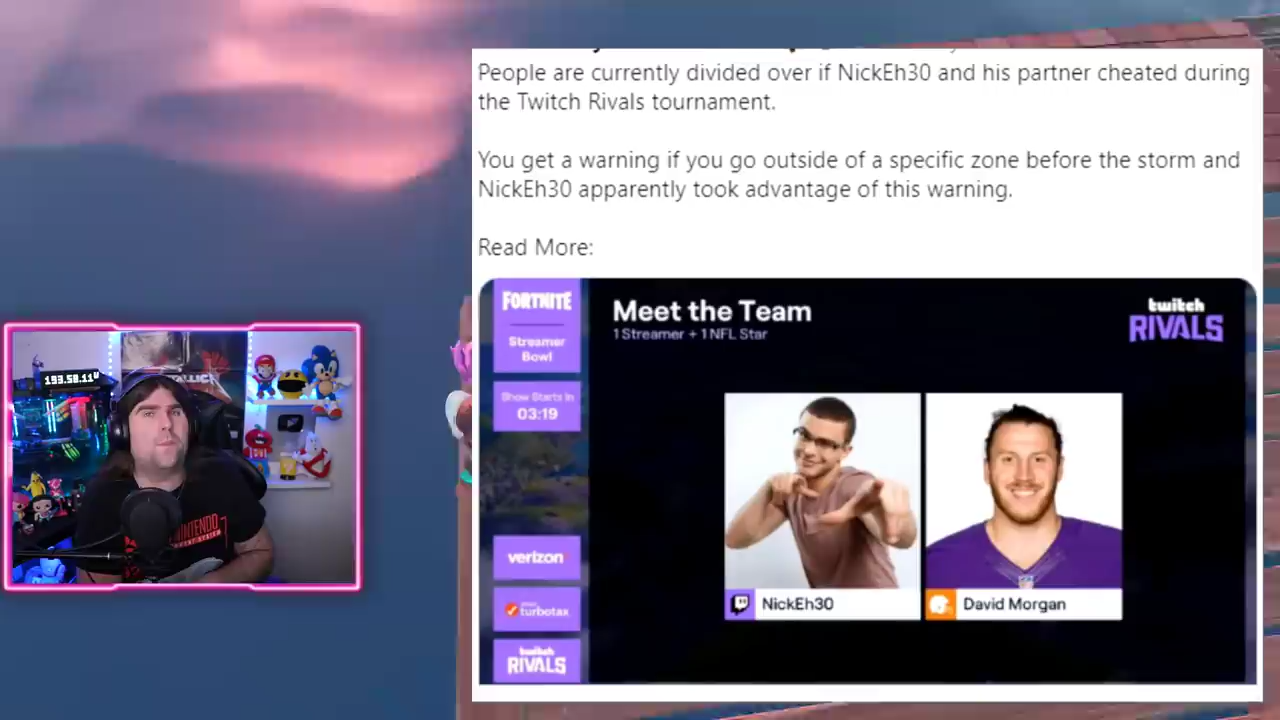 People are currently divided over if NickEh30 and his partner cheated during
the Twitch Rivals tournament.
You get a warning if you go outside of a specific zone before the storm and
NickEh30 apparently took advantage of this warning.
Read More:
FORTNITE
Streamer
Bowl
Show Starts In
03:19
verizon
turbotax
twitch
RIVALS
Meet the Team
1 Streamer + 1 NFL Star
twitch
RIVALS
NickEh30
David Morgan
NINTENDO